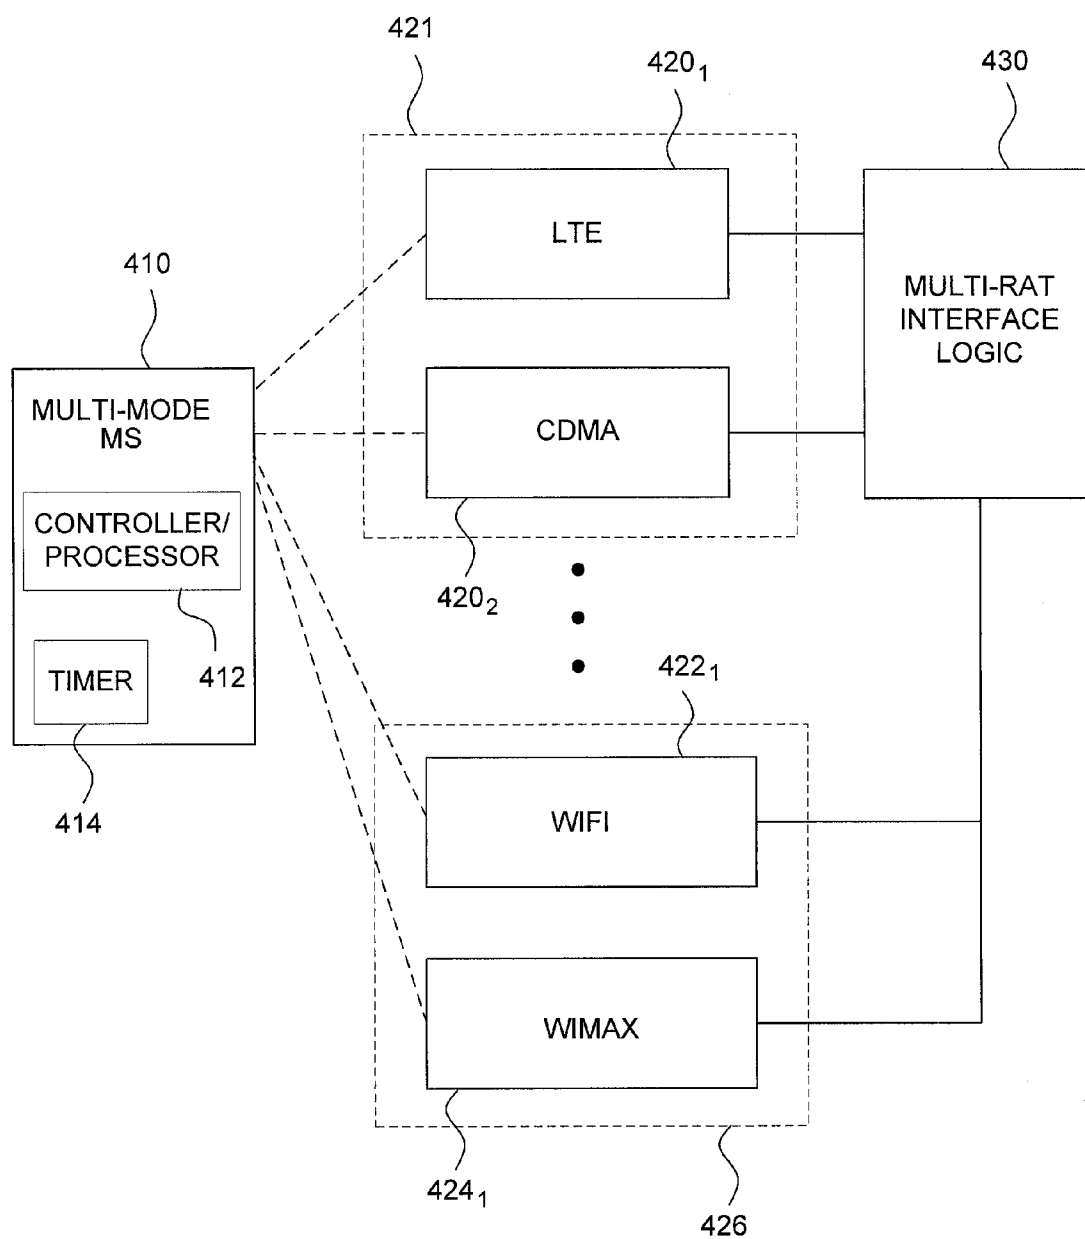 421
420₁
430
LTE
MULTI-RAT
INTERFACE
LOGIC
410
MULTI-MODE
MS
CDMA
CONTROLLER/
PROCESSOR
420₂
412
TIMER
422₁
414
WIFI
WIMAX
424₁
426